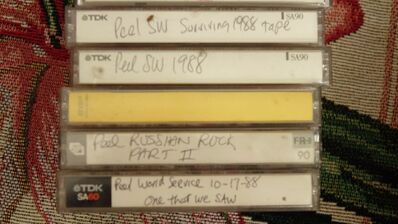 TDK Peel SW Surviving 1988 tape SA90
TDK Peel SW 1988 SA90
Peel RUSSIAN ROCK FR-I
PART II 90
TDK Peel World Service 10-17-88
SA60 One that we SAW